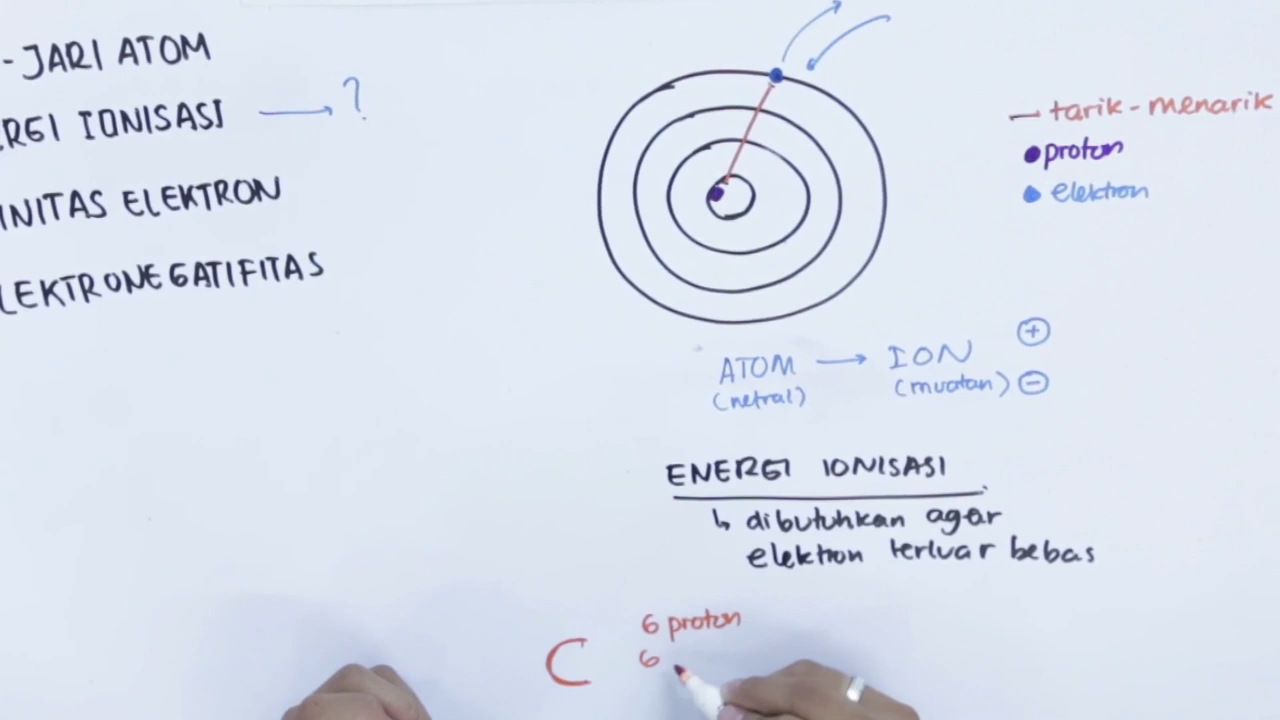 - JARI ATOM
RGI IONISASI → ?
INITAS ELEKTRON
LEKTRONEGATIFITAS
— tarik - menarik
proton
elektron
ATOM → ION +
(netral) (muatan) -
ENERGI IONISASI
↳ dibutuhkan agar
elektron terluar bebas
C 6 proton
6